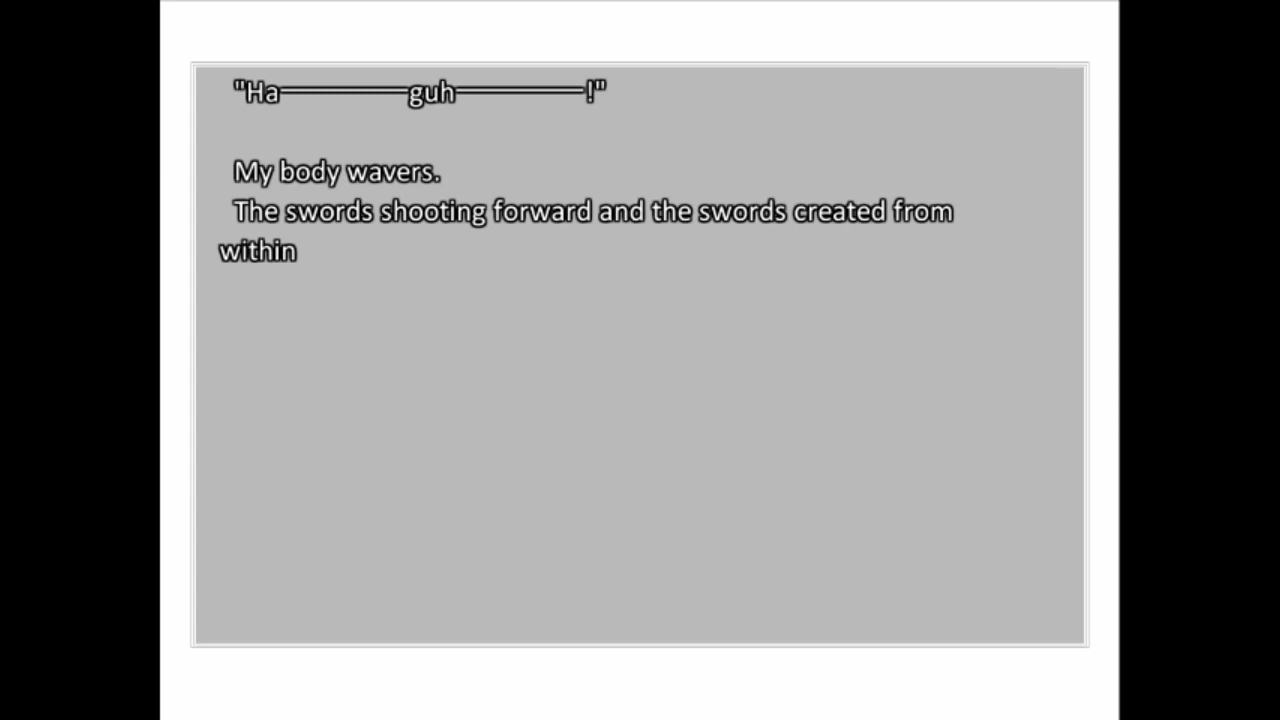 "Ha―――――guh―――――!"
My body wavers.
The swords shooting forward and the swords created from
within